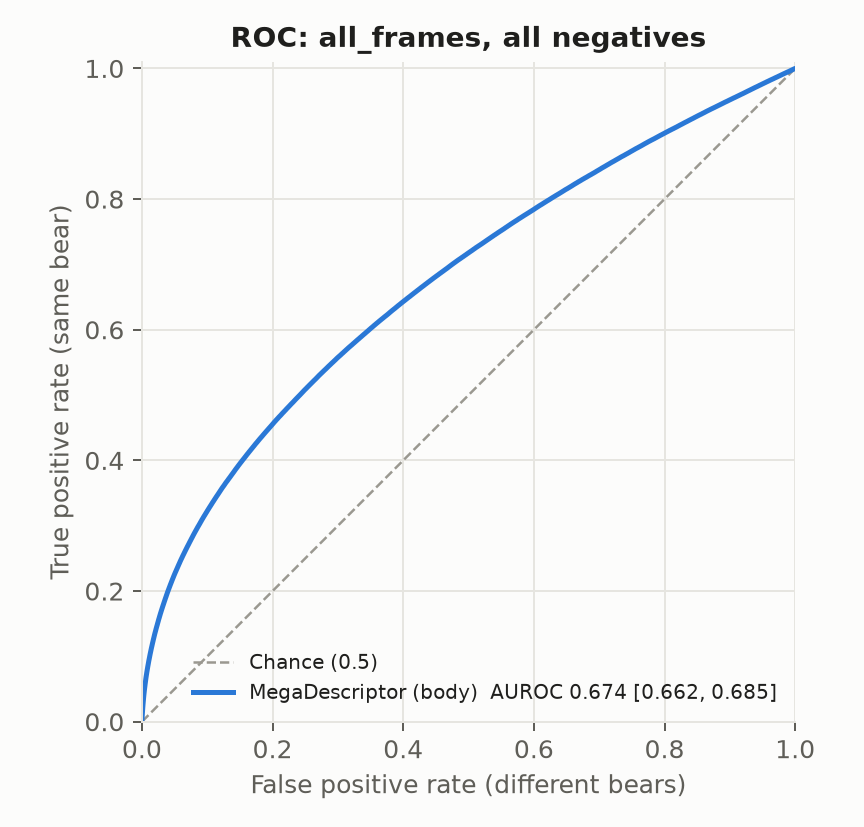 ROC: all_frames, all negatives
True positive rate (same bear)
1.0
0.8
0.6
0.4
0.2
0.0
Chance (0.5)
MegaDescriptor (body)  AUROC 0.674 [0.662, 0.685]
0.0 0.2 0.4 0.6 0.8 1.0
False positive rate (different bears)